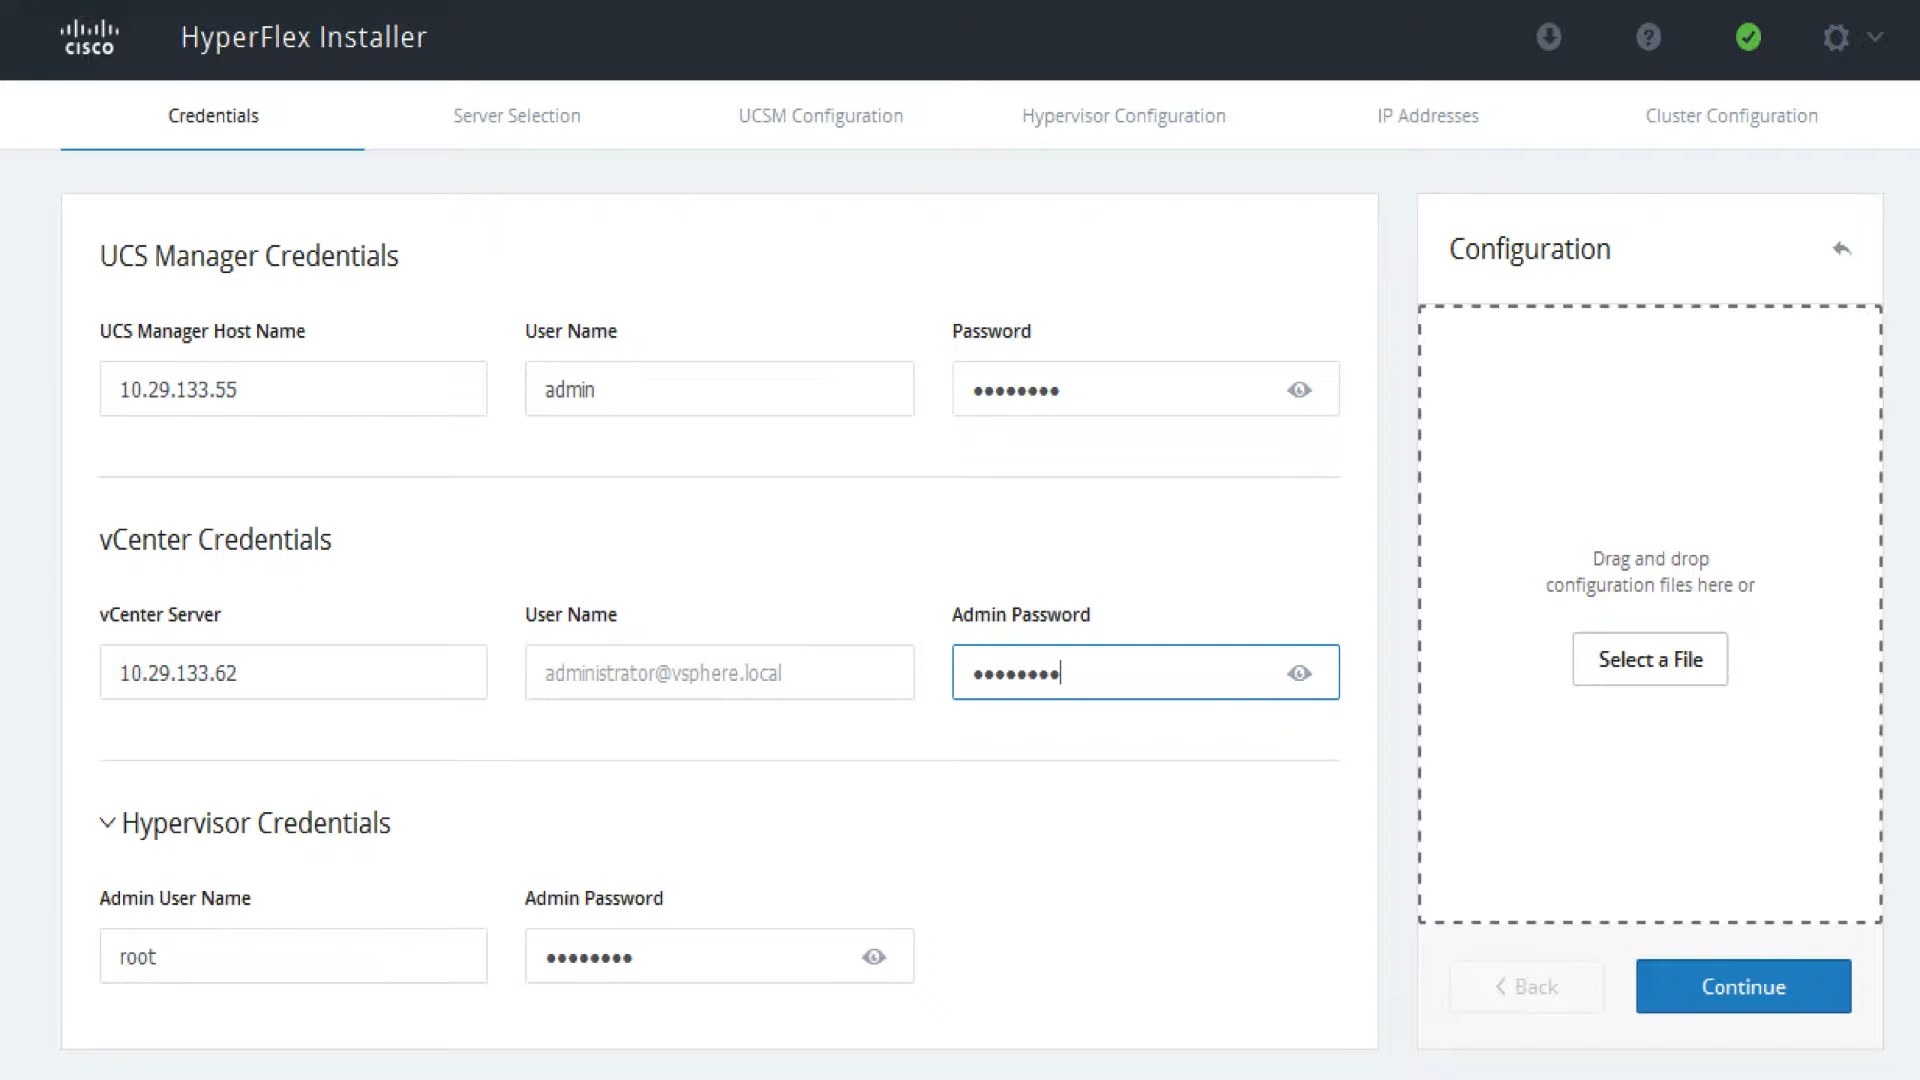 CISCO
HyperFlex Installer
Credentials
Server Selection
UCSM Configuration
Hypervisor Configuration
IP Addresses
Cluster Configuration
UCS Manager Credentials
UCS Manager Host Name
User Name
Password
10.29.133.55
admin
••••••••
vCenter Credentials
vCenter Server
User Name
Admin Password
10.29.133.62
administrator@vsphere.local
••••••••
Hypervisor Credentials
Admin User Name
Admin Password
root
••••••••
Configuration
Drag and drop
configuration files here or
Select a File
Back
Continue